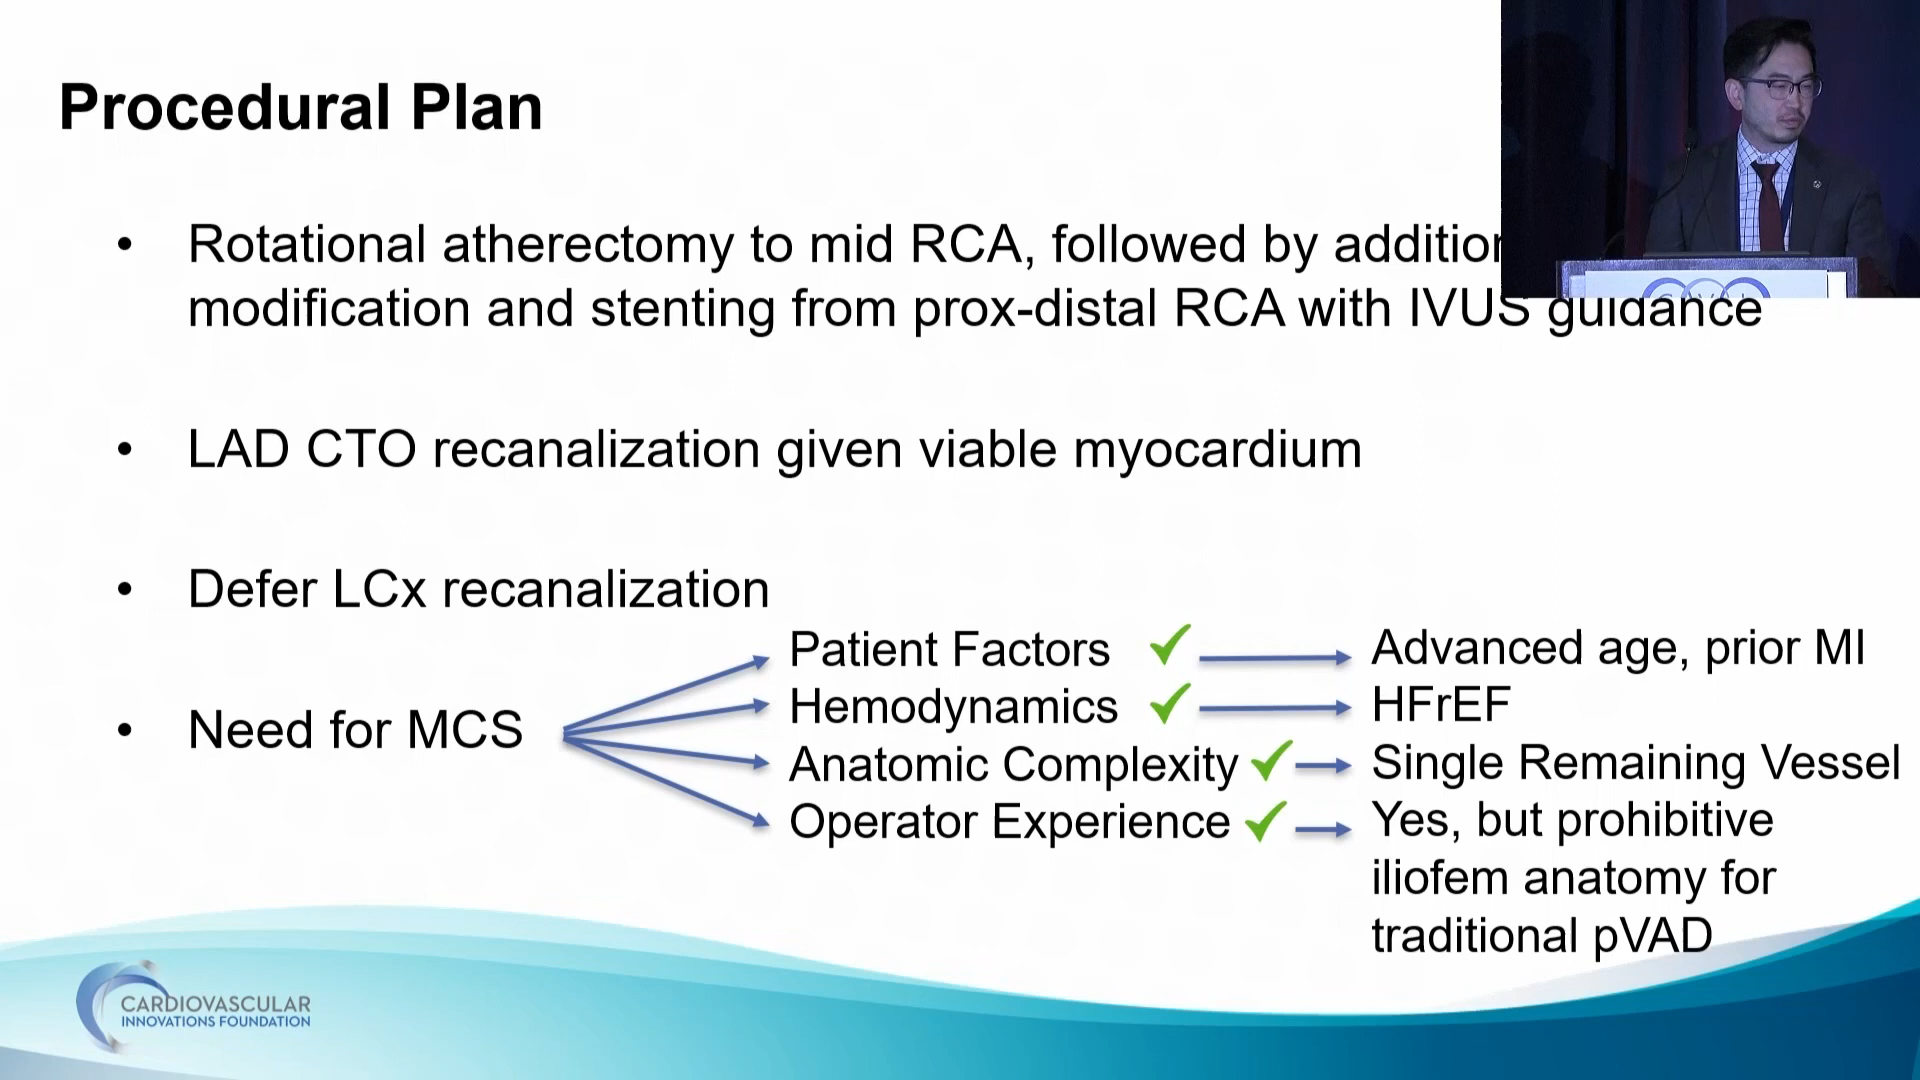 Procedural Plan
• Rotational atherectomy to mid RCA, followed by
modification and stenting from prox-distal RCA with IVUS guidance
• LAD CTO recanalization given viable myocardium
• Defer LCx recanalization
• Need for MCS
Patient Factors ✓ Advanced age, prior MI
Hemodynamics ✓ HFrEF
Anatomic Complexity ✓ Single Remaining Vessel
Operator Experience ✓ Yes, but prohibitive
iliofem anatomy for
traditional pVAD
CARDIOVASCULAR
INNOVATIONS FOUNDATION